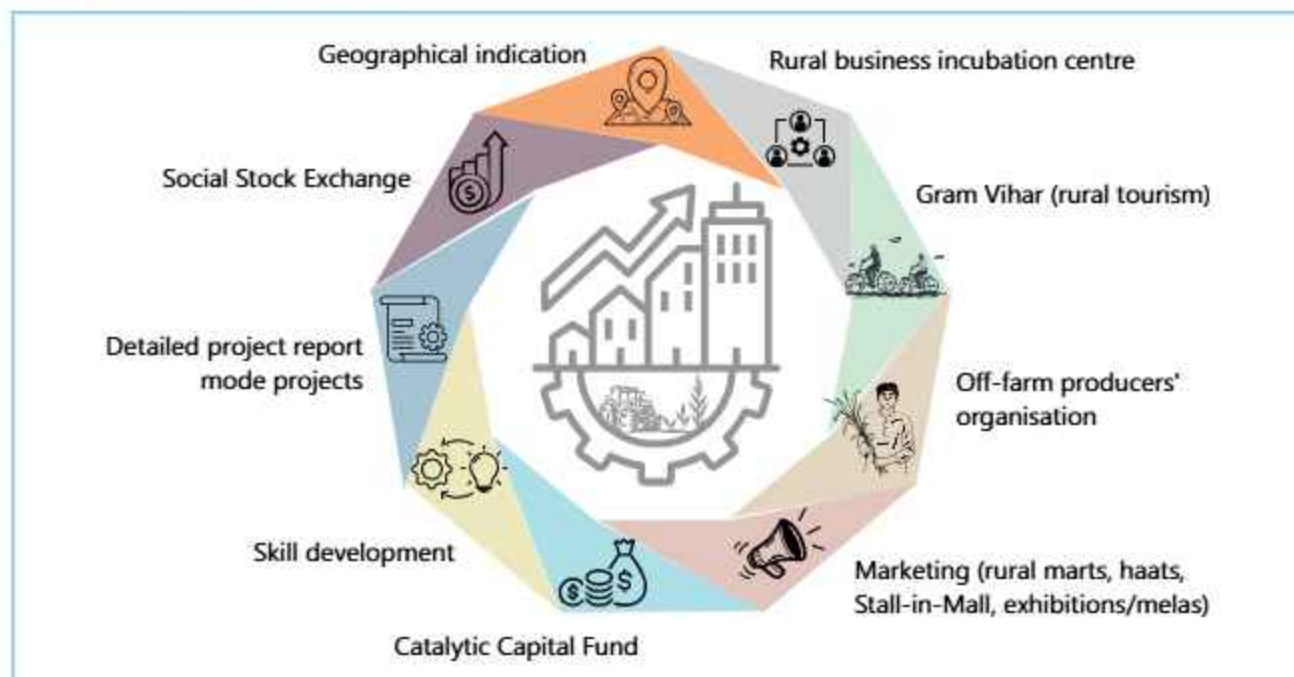 Geographical indication
Rural business incubation centre
Social Stock Exchange
Gram Vihar (rural tourism)
Detailed project report
mode projects
Off-farm producers'
organisation
Skill development
Marketing (rural marts, haats,
Stall-in-Mall, exhibitions/melas)
Catalytic Capital Fund